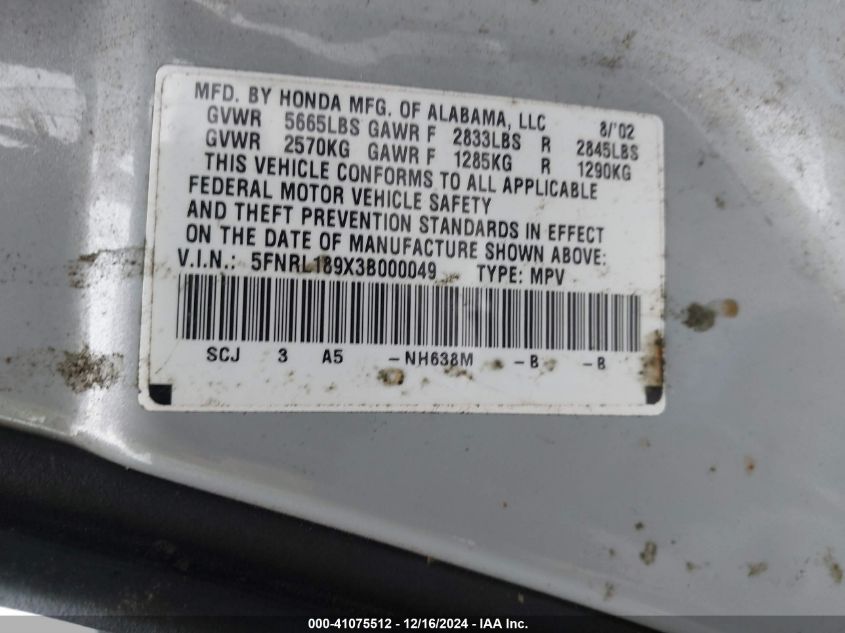 MFD. BY HONDA MFG. OF ALABAMA, LLC 8/'02
GVWR 5665LBS GAWR F 2833LBS R 2845LBS
GVWR 2570KG GAWR F 1285KG R 1290KG
THIS VEHICLE CONFORMS TO ALL APPLICABLE
FEDERAL MOTOR VEHICLE SAFETY
AND THEFT PREVENTION STANDARDS IN EFFECT
ON THE DATE OF MANUFACTURE SHOWN ABOVE:
V.I.N.: 5FNRL189X3B000049 TYPE: MPV
SCJ 3 A5 -NH638M -B -B
000-41075512 - 12/16/2024 - IAA Inc.